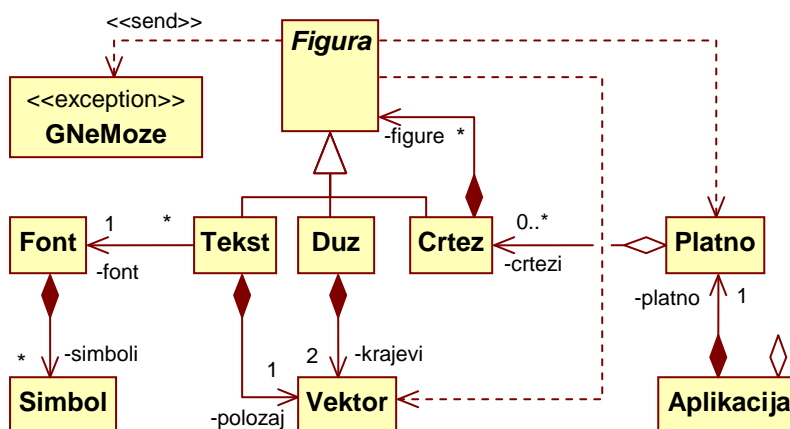 <<send>>
Figura
<<exception>>
GNeMoze
-figure *
1 *
0..*
Font
Tekst
Duz
Crtez
Platno
-font
-crtezi
-platno 1
* -simboli
1
2 -krajevi
Simbol
-polozaj
Vektor
Aplikacija